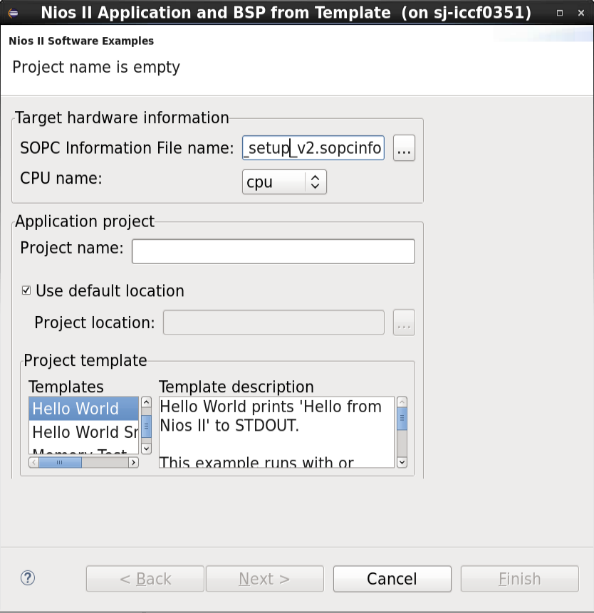 Nios II Application and BSP from Template (on sj-iccf0351)
Nios II Software Examples
Project name is empty
Target hardware information
SOPC Information File name: _setup_v2.sopcinfo ...
CPU name: cpu
Application project
Project name:
Use default location
Project location: ...
Project template
Templates Template description
Hello World Hello World prints 'Hello from
Hello World Sm Nios II' to STDOUT.
Memory Test This example runs with or
< Back Next > Cancel Finish